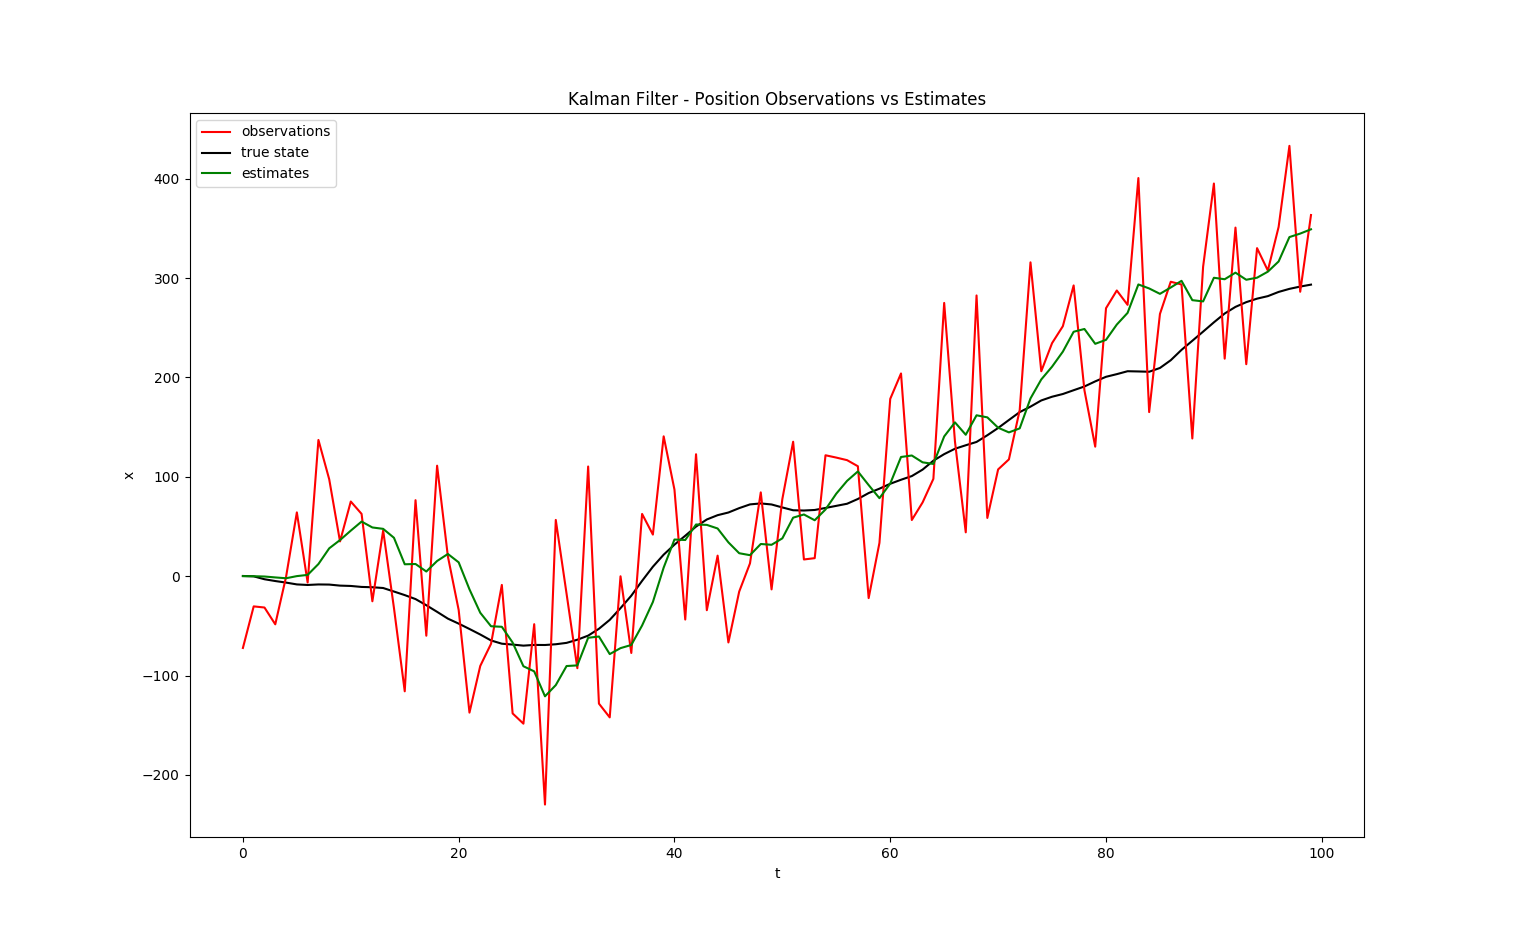 Kalman Filter - Position Observations vs Estimates
observations
true state
estimates
400
300
200
100
0
−100
−200
x
0 20 40 60 80 100
t